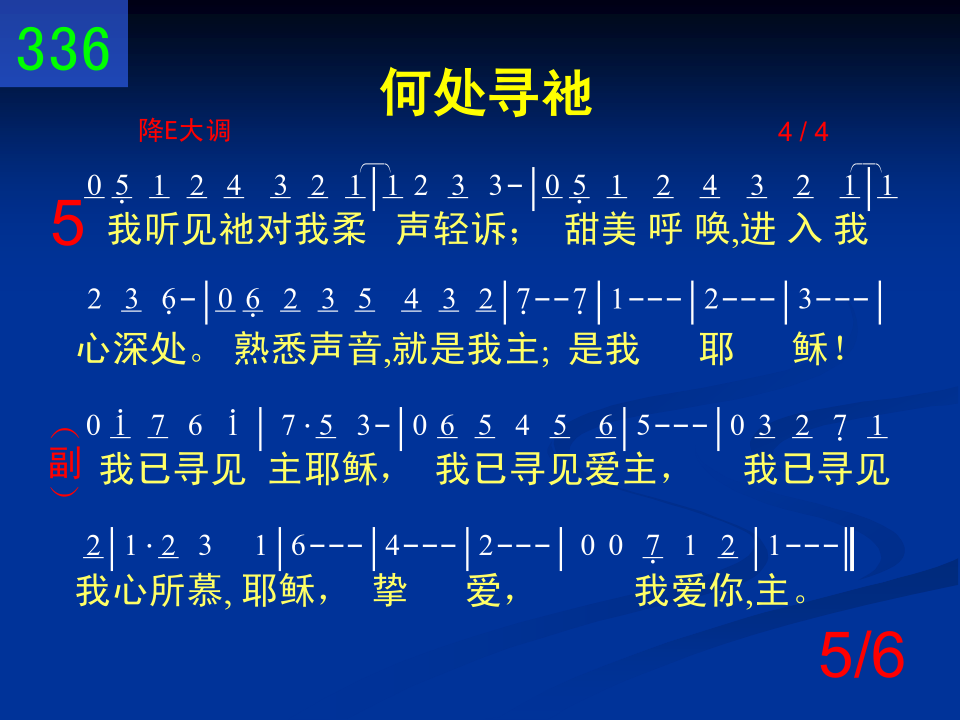 336
何处寻祂
降E大调 4 / 4
0 5̣ 1 2 4 3 2 1|1 2 3 3-|0 5̣ 1 2 4 3 2 1|1
5 我听见祂对我柔 声轻诉； 甜美 呼 唤,进 入 我
2 3 6̣-|0 6̣ 2 3 5 4 3 2|7̣--7̣|1---|2---|3---|
心深处。 熟悉声音,就是我主; 是我 耶 稣！
0 i 7 6 i | 7·5 3-|0 6 5 4 5 6|5---|0 3 2 7̣ 1
（副） 我已寻见 主耶稣， 我已寻见爱主， 我已寻见
2|1·2 3 1|6---|4---|2---| 0 0 7̣ 1 2 |1---‖
我心所慕, 耶稣， 挚 爱， 我爱你,主。
5/6